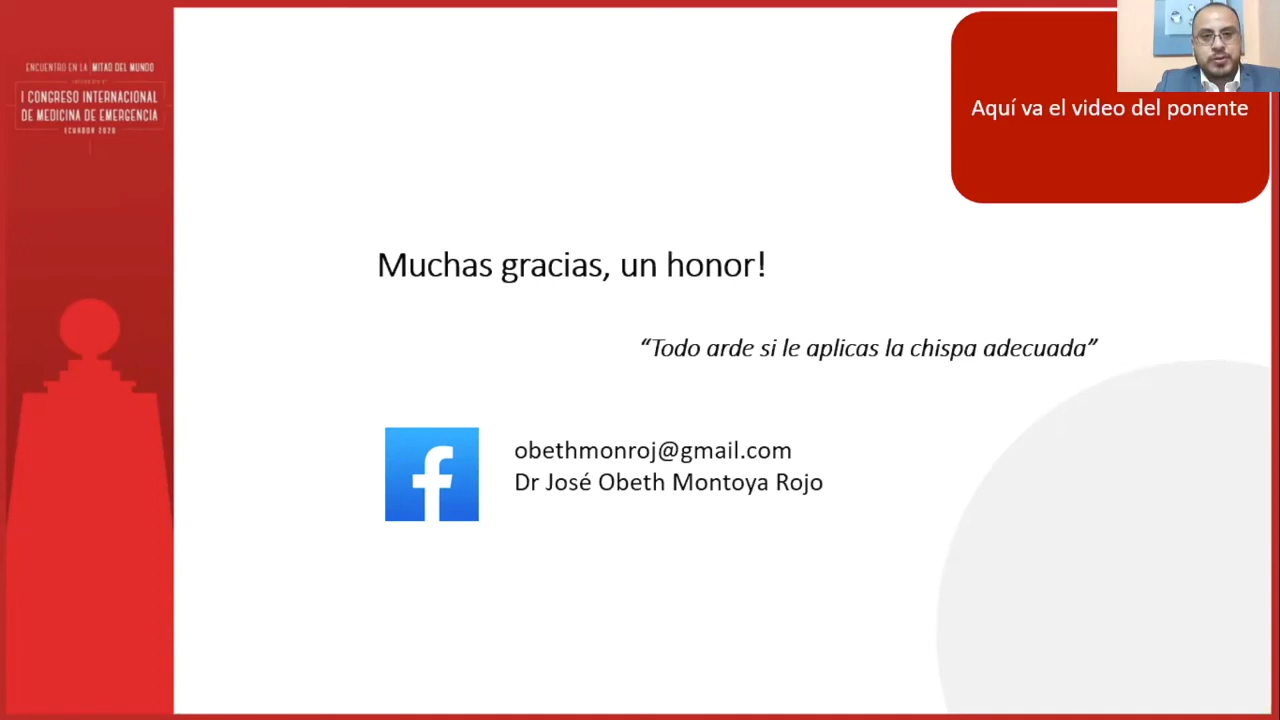 ENCUENTRO EN LA MITAD DEL MUNDO
I CONGRESO INTERNACIONAL
DE MEDICINA DE EMERGENCIA
ECUADOR 2020
Aquí va el video del ponente
Muchas gracias, un honor!
“Todo arde si le aplicas la chispa adecuada”
obethmonroj@gmail.com
Dr José Obeth Montoya Rojo